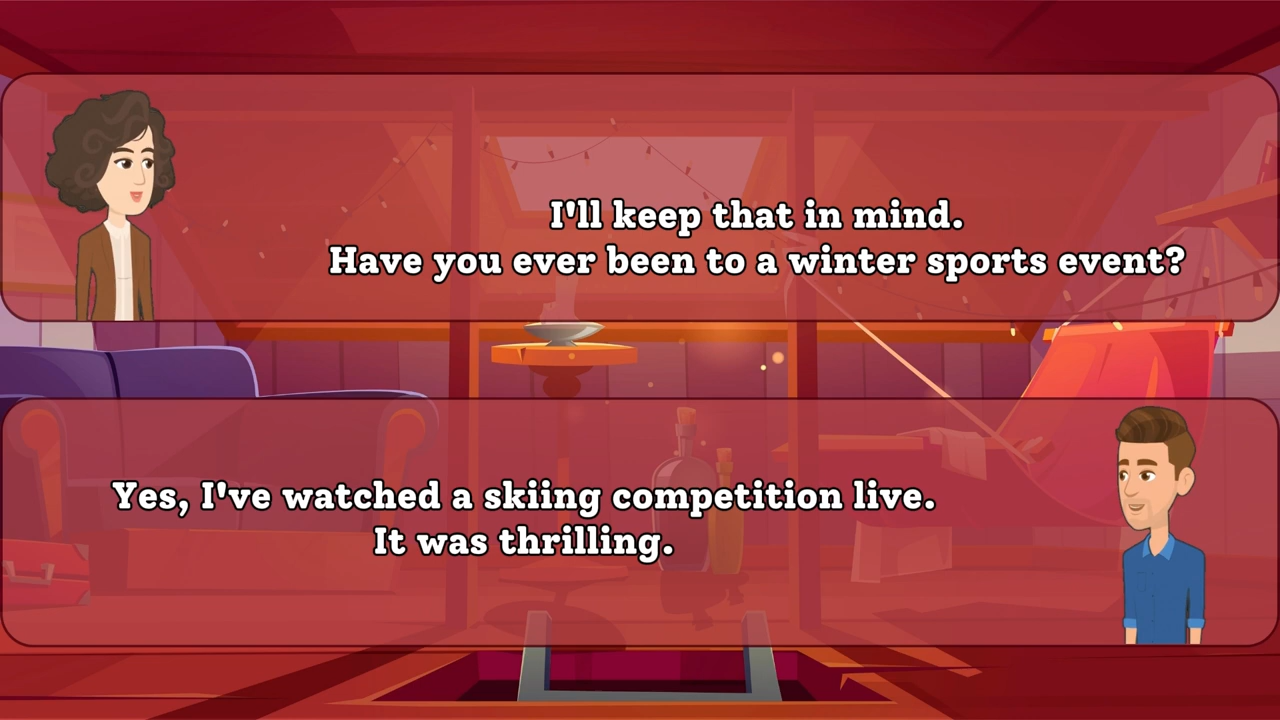 I'll keep that in mind.
Have you ever been to a winter sports event?
Yes, I've watched a skiing competition live.
It was thrilling.